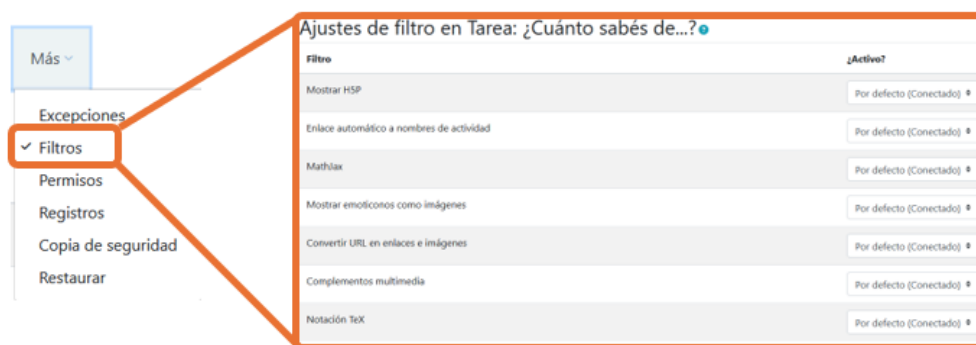 Más
Excepciones
Filtros
Permisos
Registros
Copia de seguridad
Restaurar
Ajustes de filtro en Tarea: ¿Cuánto sabés de...?
Filtro ¿Activo?
Mostrar H5P Por defecto (Conectado)
Enlace automático a nombres de actividad Por defecto (Conectado)
MathJax Por defecto (Conectado)
Mostrar emoticonos como imágenes Por defecto (Conectado)
Convertir URL en enlaces e imágenes Por defecto (Conectado)
Complementos multimedia Por defecto (Conectado)
Notación TeX Por defecto (Conectado)